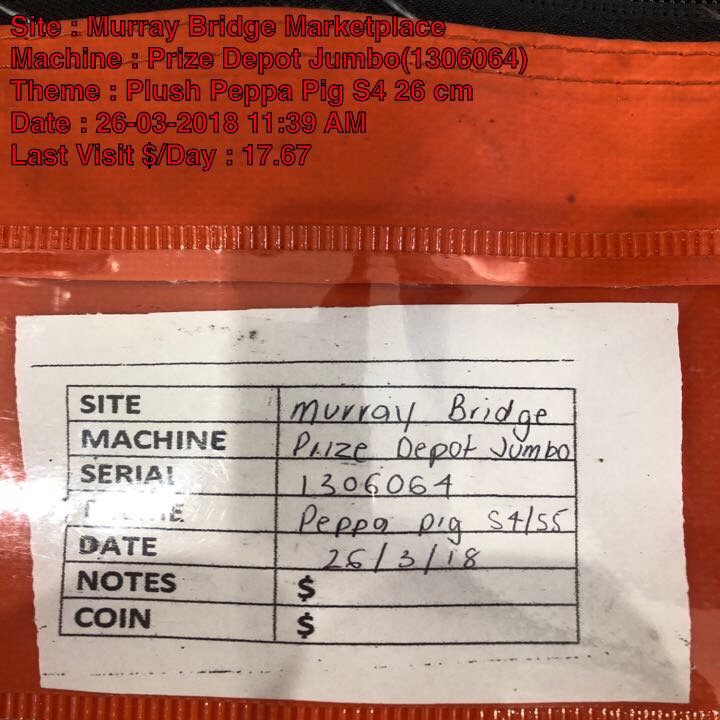 Site : Murray Bridge Marketplace
Machine : Prize Depot Jumbo(1306064)
Theme : Plush Peppa Pig S4 26 cm
Date : 26-03-2018 11:39 AM
Last Visit $/Day : 17.67
SITE Murray Bridge
MACHINE Prize Depot Jumbo
SERIAL 1306064
Peppa pig S4/S5
DATE 26/3/18
NOTES $
COIN $